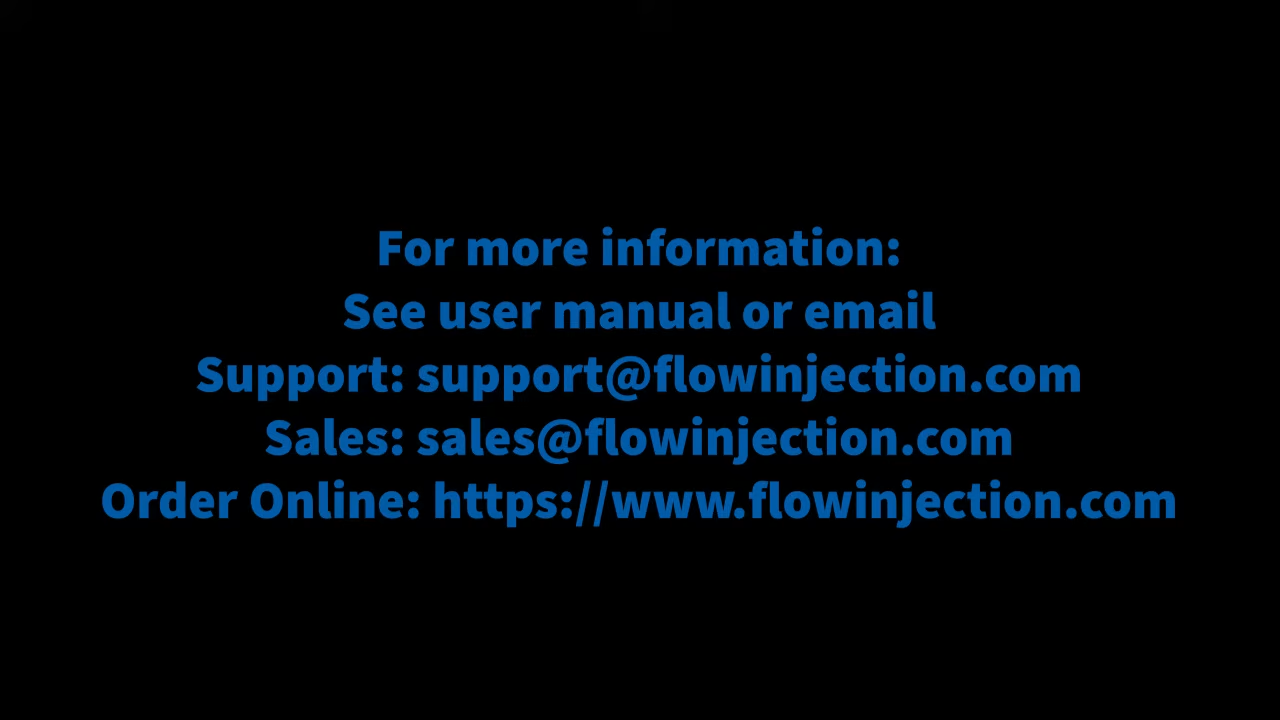 For more information:
See user manual or email
Support: support@flowinjection.com
Sales: sales@flowinjection.com
Order Online: https://www.flowinjection.com